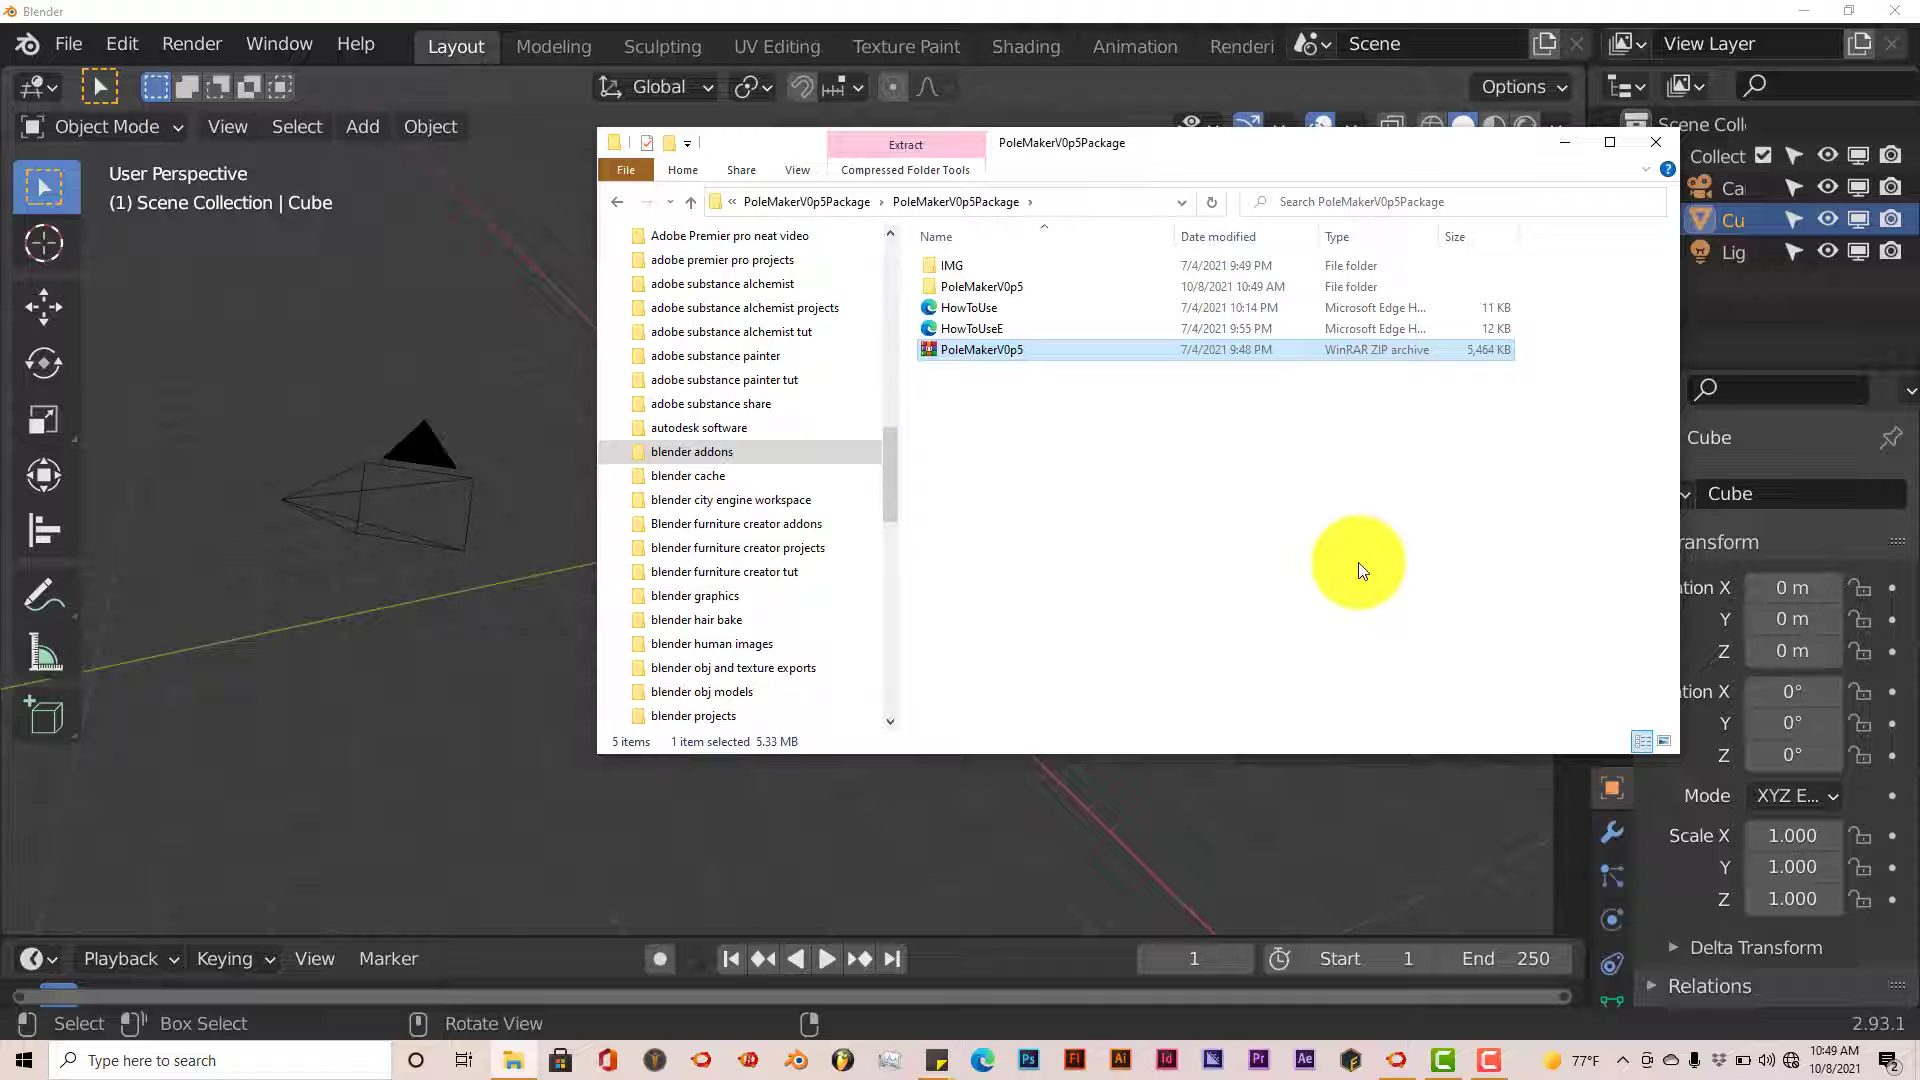 Blender
File Edit Render Window Help
Layout Modeling Sculpting UV Editing Texture Paint Shading Animation Renderi
Scene
View Layer
Global
Options
Object Mode View Select Add Object
User Perspective
(1) Scene Collection | Cube
Extract
PoleMakerV0p5Package
File Home Share View Compressed Folder Tools
« PoleMakerV0p5Package › PoleMakerV0p5Package ›
Search PoleMakerV0p5Package
Adobe Premier pro neat video
adobe premier pro projects
adobe substance alchemist
adobe substance alchemist projects
adobe substance alchemist tut
adobe substance painter
adobe substance painter tut
adobe substance share
autodesk software
blender addons
blender cache
blender city engine workspace
Blender furniture creator addons
blender furniture creator projects
blender furniture creator tut
blender graphics
blender hair bake
blender human images
blender obj and texture exports
blender obj models
blender projects
Name Date modified Type Size
IMG 7/4/2021 9:49 PM File folder
PoleMakerV0p5 10/8/2021 10:49 AM File folder
HowToUse 7/4/2021 10:14 PM Microsoft Edge H... 11 KB
HowToUseE 7/4/2021 9:55 PM Microsoft Edge H... 12 KB
PoleMakerV0p5 7/4/2021 9:48 PM WinRAR ZIP archive 5,464 KB
5 items 1 item selected 5.33 MB
Scene Coll
Collect
Ca
Cu
Lig
Cube
Cube
ransform
ation X 0 m
Y 0 m
Z 0 m
tion X 0°
Y 0°
Z 0°
Mode XYZ E...
Scale X 1.000
Y 1.000
Z 1.000
Delta Transform
Relations
Playback Keying View Marker
1
Start 1
End 250
Select Box Select Rotate View
2.93.1
Type here to search
77°F
10:49 AM
10/8/2021
2